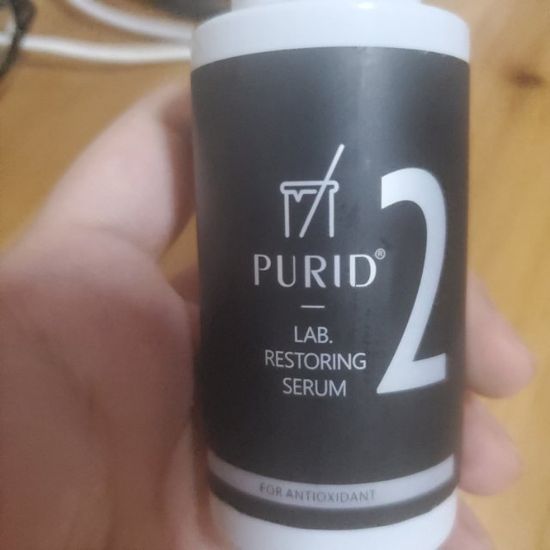 PURID®
LAB.
RESTORING
SERUM
2
FOR ANTIOXIDANT